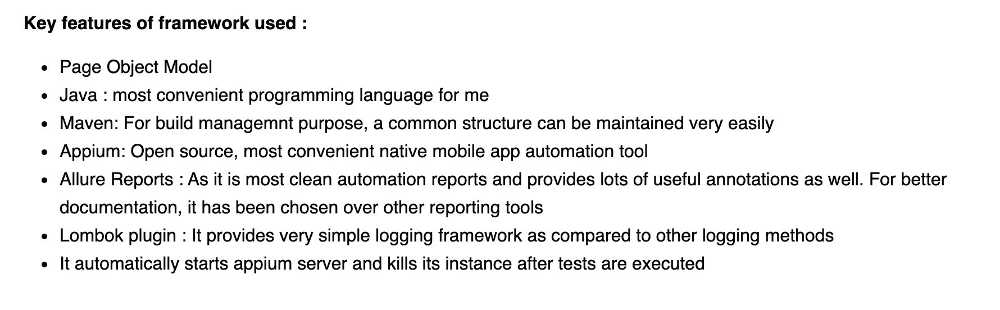 Key features of framework used :
• Page Object Model
• Java : most convenient programming language for me
• Maven: For build managemnt purpose, a common structure can be maintained very easily
• Appium: Open source, most convenient native mobile app automation tool
• Allure Reports : As it is most clean automation reports and provides lots of useful annotations as well. For better
documentation, it has been chosen over other reporting tools
• Lombok plugin : It provides very simple logging framework as compared to other logging methods
• It automatically starts appium server and kills its instance after tests are executed